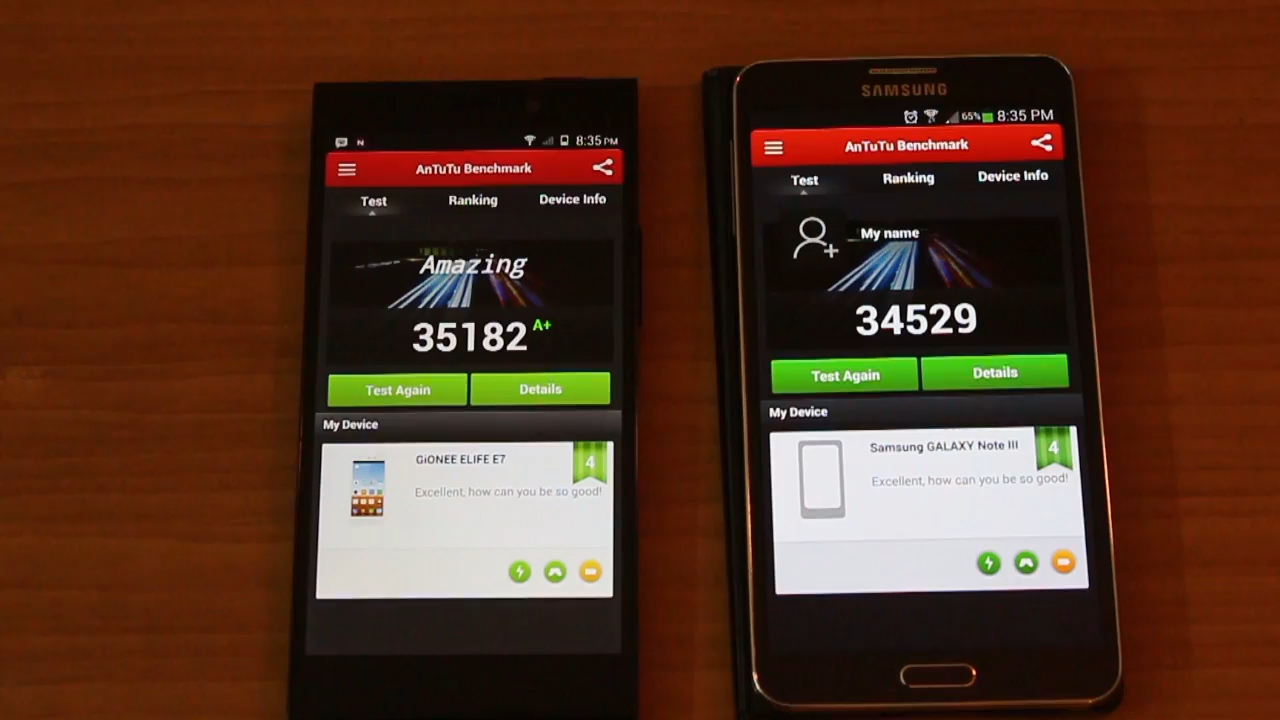 8:35 PM
AnTuTu Benchmark
Test Ranking Device Info
Amazing
35182 A+
Test Again Details
My Device
GiONEE ELIFE E7
4
Excellent, how can you be so good!
SAMSUNG
65% 8:35 PM
AnTuTu Benchmark
Test Ranking Device Info
My name
34529
Test Again Details
My Device
Samsung GALAXY Note III
4
Excellent, how can you be so good!